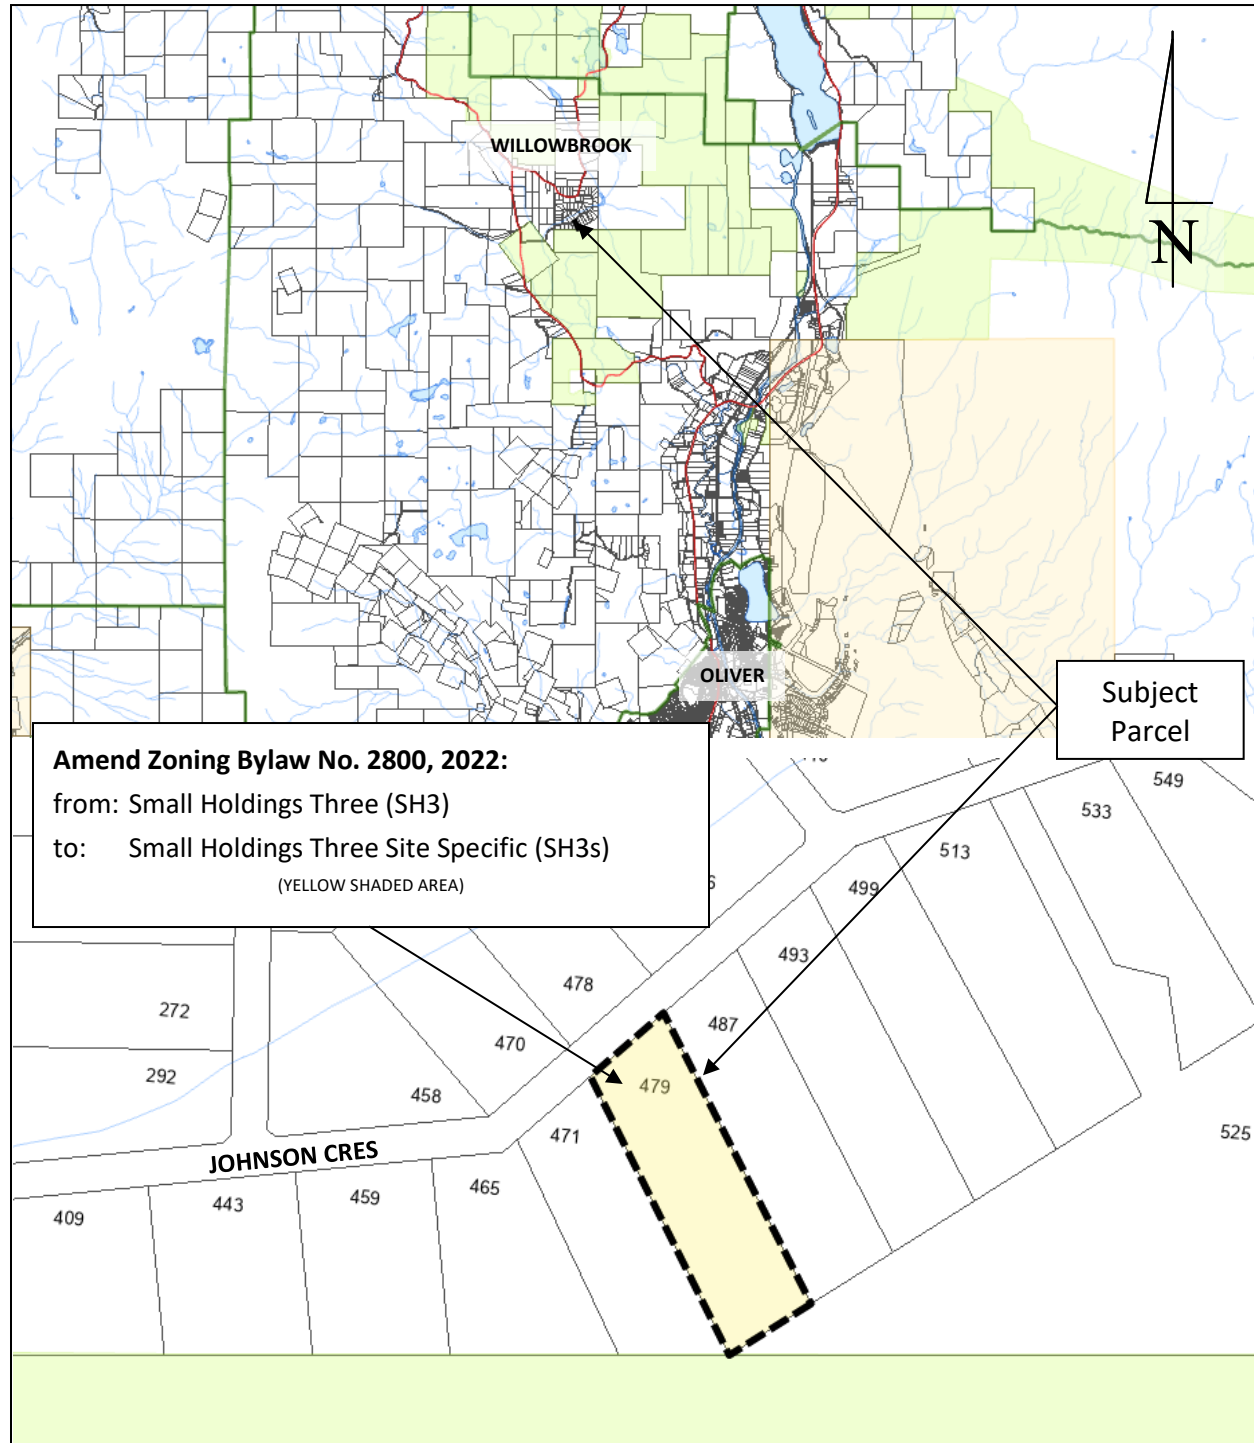 WILLOWBROOK
N
OLIVER
Subject
Parcel
Amend Zoning Bylaw No. 2800, 2022:
from: Small Holdings Three (SH3)
to: Small Holdings Three Site Specific (SH3s)
(YELLOW SHADED AREA)
549
533
513
499
493
487
478
272
470
479
292
458
471
525
JOHNSON CRES
465
459
443
409